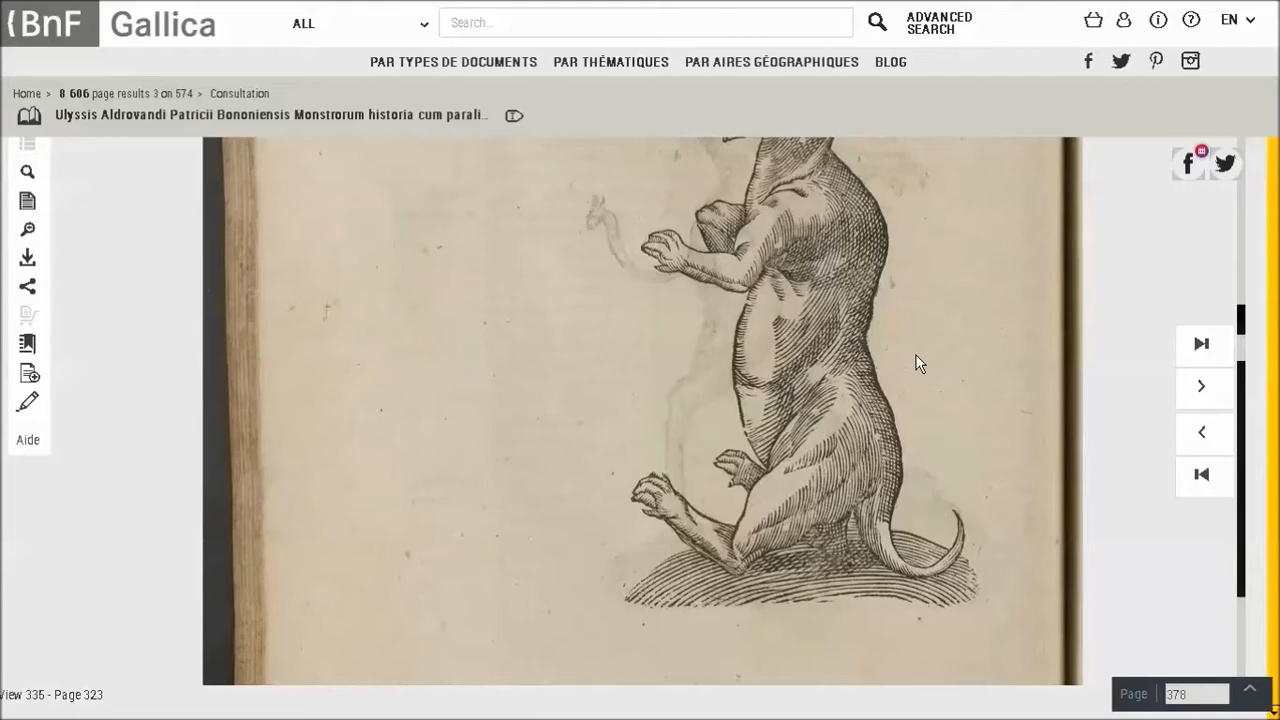 (BnF Gallica
ALL
Search...
ADVANCED
SEARCH
EN
PAR TYPES DE DOCUMENTS PAR THÉMATIQUES PAR AIRES GÉOGRAPHIQUES BLOG
Home > 8 606 page results 3 on 574 > Consultation
Ulyssis Aldrovandi Patricii Bononiensis Monstrorum historia cum parali..
Aide
View 335 - Page 323
Page 378